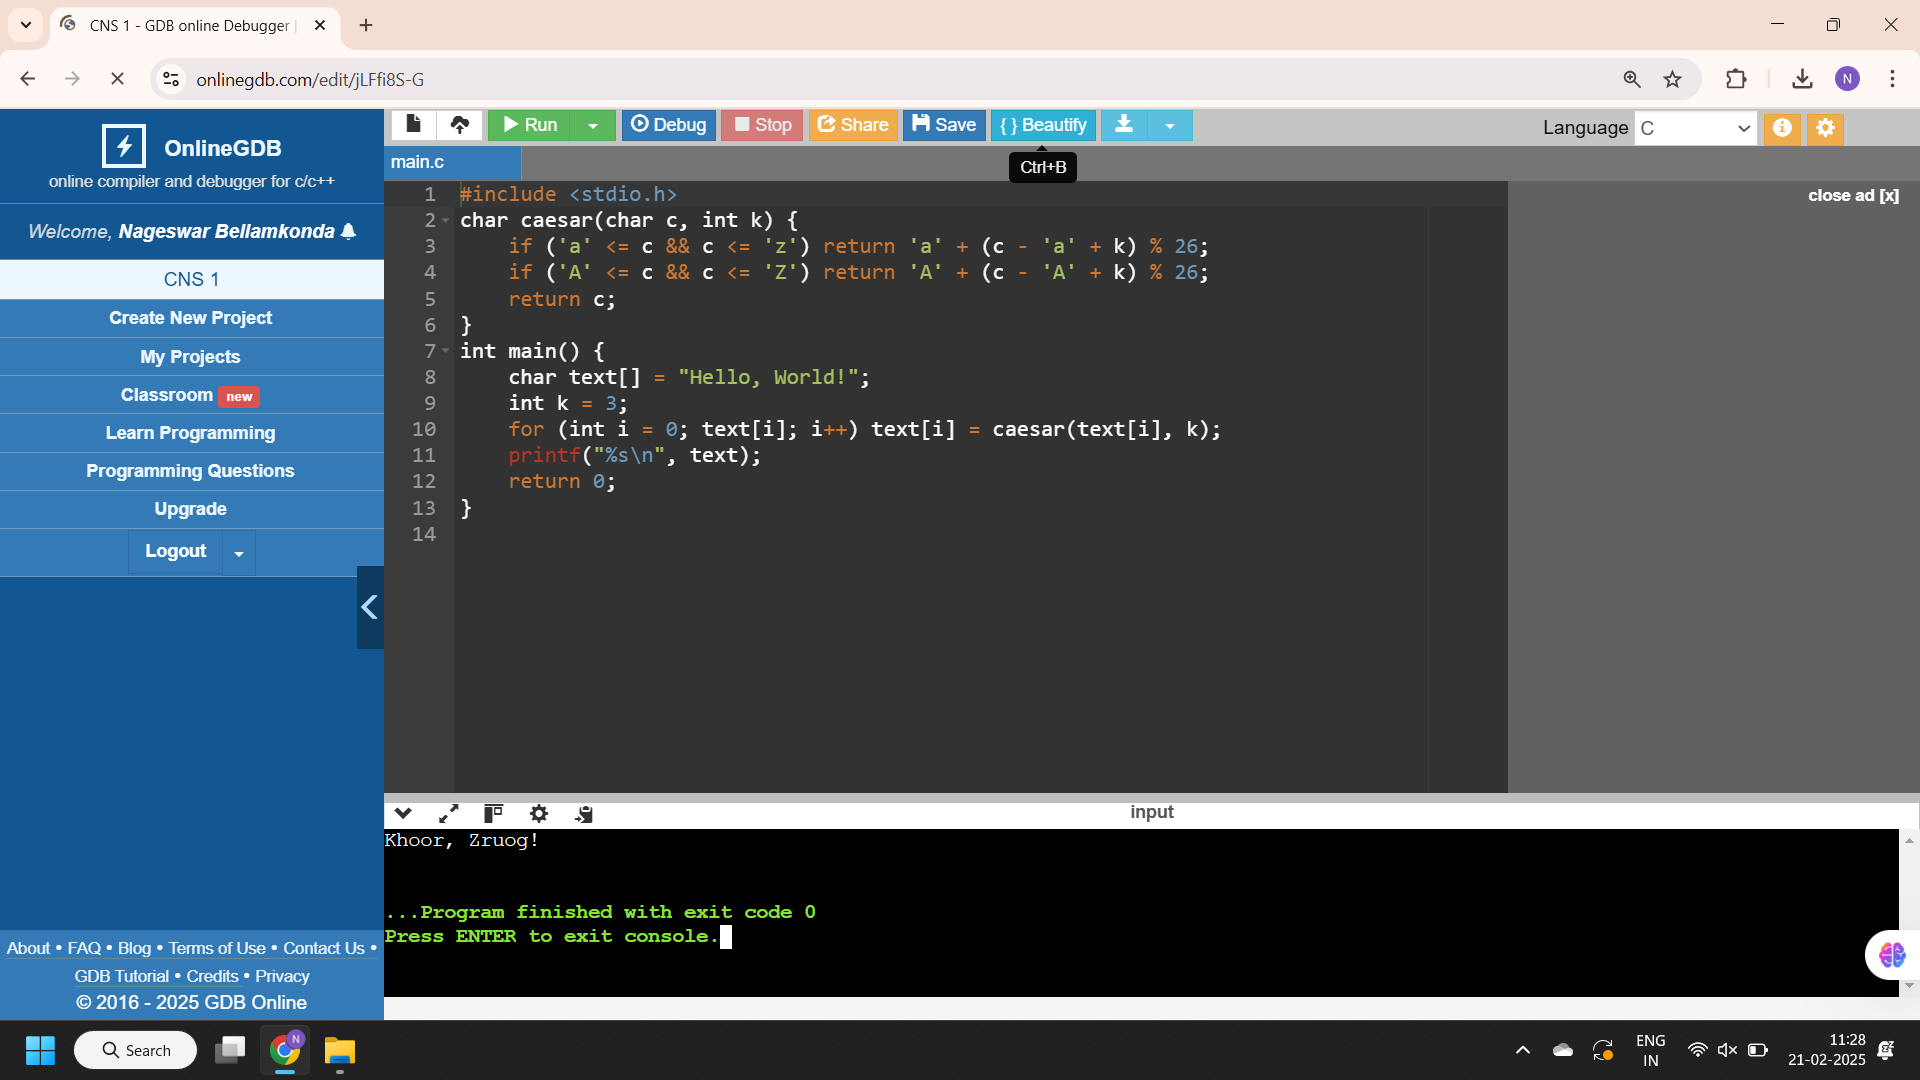 CNS 1 - GDB online Debugger |
onlinegdb.com/edit/jLFfi8S-G
N
OnlineGDB
online compiler and debugger for c/c++
Welcome, Nageswar Bellamkonda
CNS 1
Create New Project
My Projects
Classroom new
Learn Programming
Programming Questions
Upgrade
Logout
About • FAQ • Blog • Terms of Use • Contact Us •
GDB Tutorial • Credits • Privacy
© 2016 - 2025 GDB Online
Run Debug Stop Share Save { } Beautify Language C
main.c
Ctrl+B
close ad [x]
1 #include <stdio.h>
2 char caesar(char c, int k) {
3     if ('a' <= c && c <= 'z') return 'a' + (c - 'a' + k) % 26;
4     if ('A' <= c && c <= 'Z') return 'A' + (c - 'A' + k) % 26;
5     return c;
6 }
7 int main() {
8     char text[] = "Hello, World!";
9     int k = 3;
10     for (int i = 0; text[i]; i++) text[i] = caesar(text[i], k);
11     printf("%s\n", text);
12     return 0;
13 }
14
input
Khoor, Zruog!
...Program finished with exit code 0
Press ENTER to exit console.
Search
N
ENG
IN
11:28
21-02-2025